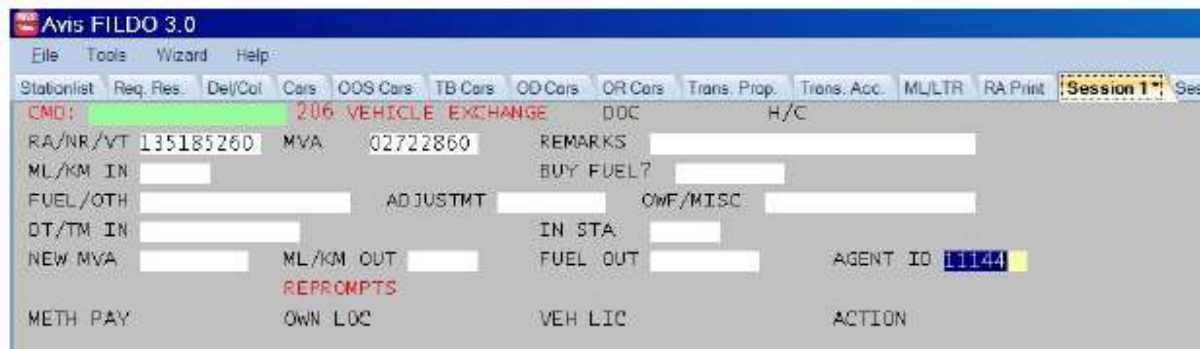 Avis FILDO 3.0
File Tools Wizard Help
Stationlist Req. Res. Del/Col Cars OOS Cars TB Cars OD Cars OR Cars Trans. Prop. Trans. Acc. ML/LTR RA Print Session 1 * Ses
CMD: 206 VEHICLE EXCHANGE DOC H/C
RA/NR/VT 135185260 MVA 02722860 REMARKS
ML/KM IN BUY FUEL?
FUEL/OTH ADJUSTMT OWF/MISC
DT/TM IN IN STA
NEW MVA ML/KM OUT FUEL OUT AGENT ID 11144
REPROMPTS
METH PAY OWN LOC VEH LIC ACTION